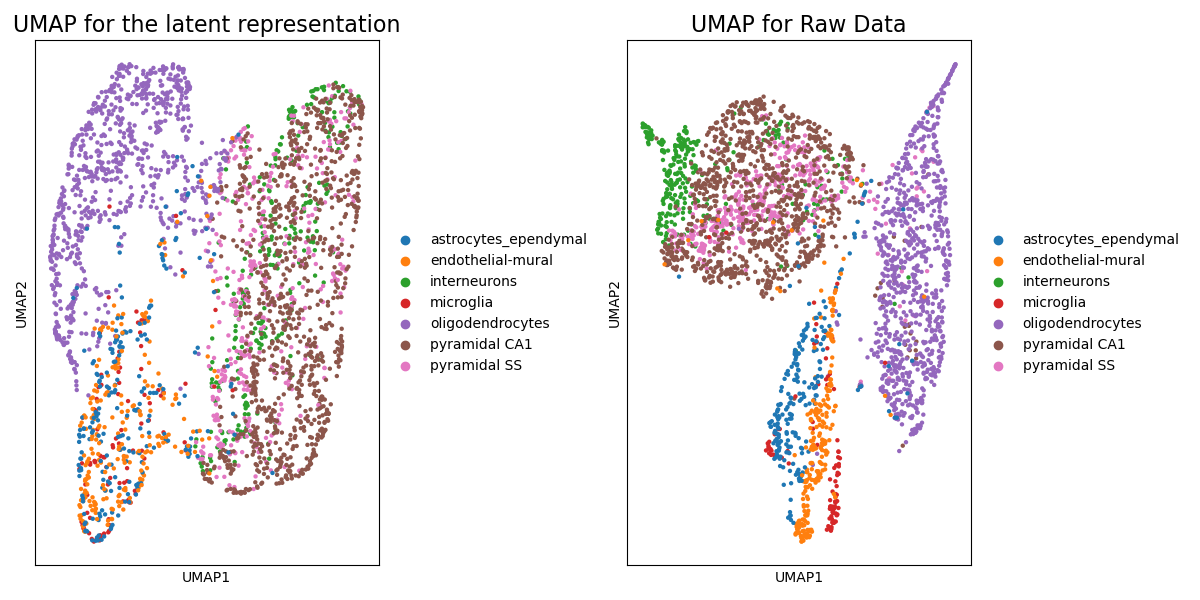 UMAP for the latent representation
UMAP2
UMAP1
astrocytes_ependymal
endothelial-mural
interneurons
microglia
oligodendrocytes
pyramidal CA1
pyramidal SS
UMAP for Raw Data
UMAP2
UMAP1
astrocytes_ependymal
endothelial-mural
interneurons
microglia
oligodendrocytes
pyramidal CA1
pyramidal SS